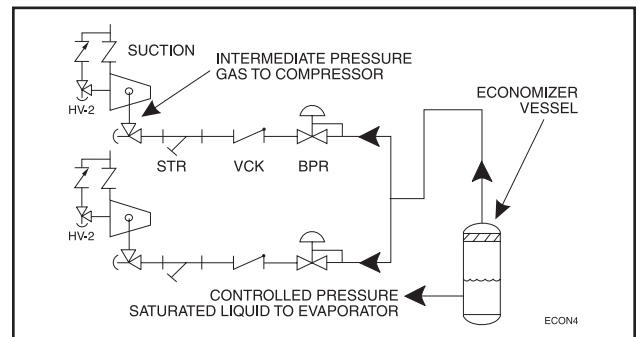 SUCTION
INTERMEDIATE PRESSURE
GAS TO COMPRESSOR
ECONOMIZER
VESSEL
HV-2
STR
VCK
BPR
HV-2
CONTROLLED PRESSURE
SATURATED LIQUID TO EVAPORATOR
ECON4